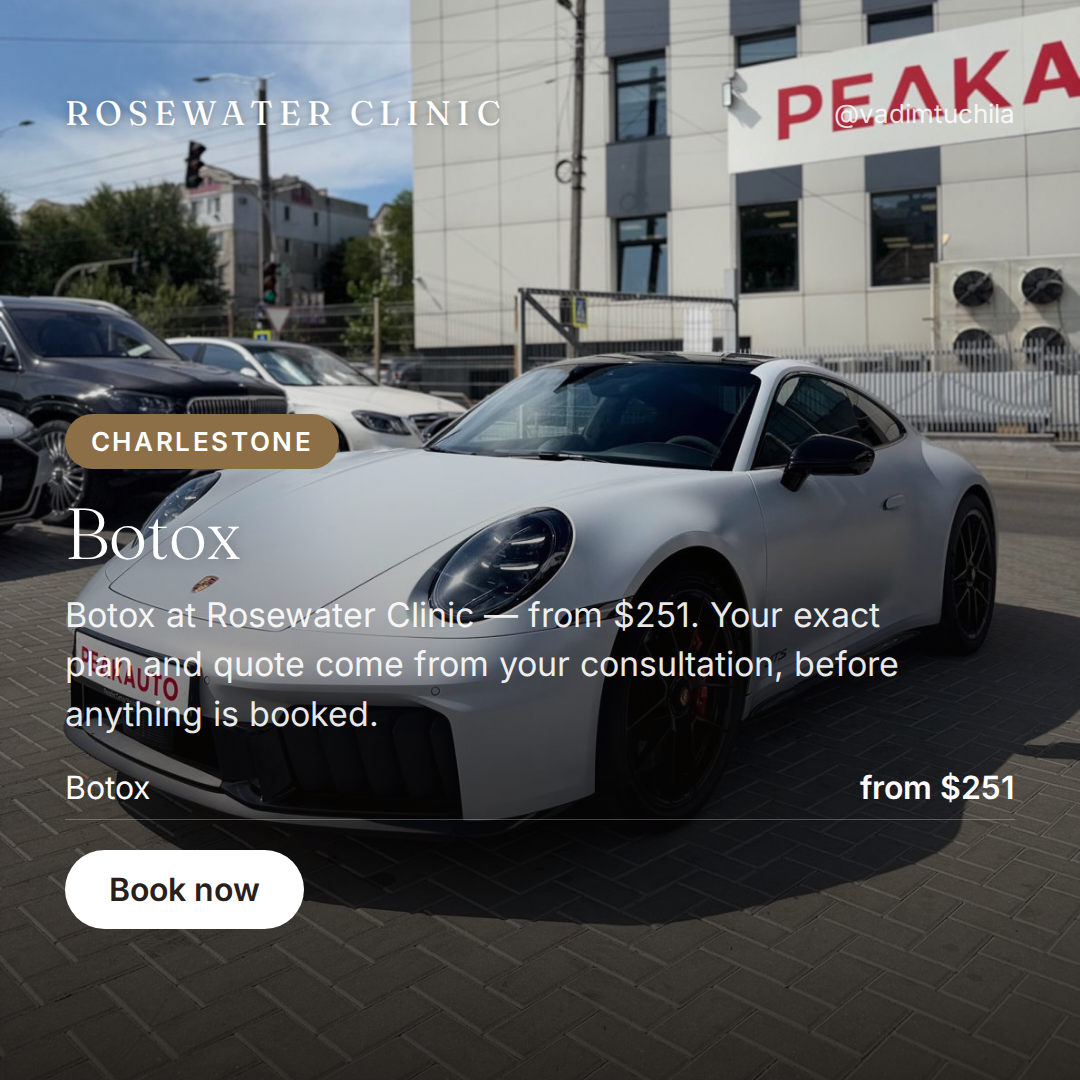 ROSEWATER CLINIC
@vadimtuchila
PEAKA
CHARLESTONE
Botox
Botox at Rosewater Clinic — from $251. Your exact
plan and quote come from your consultation, before
anything is booked.
PEAKAUTO
Botox from $251
Book now